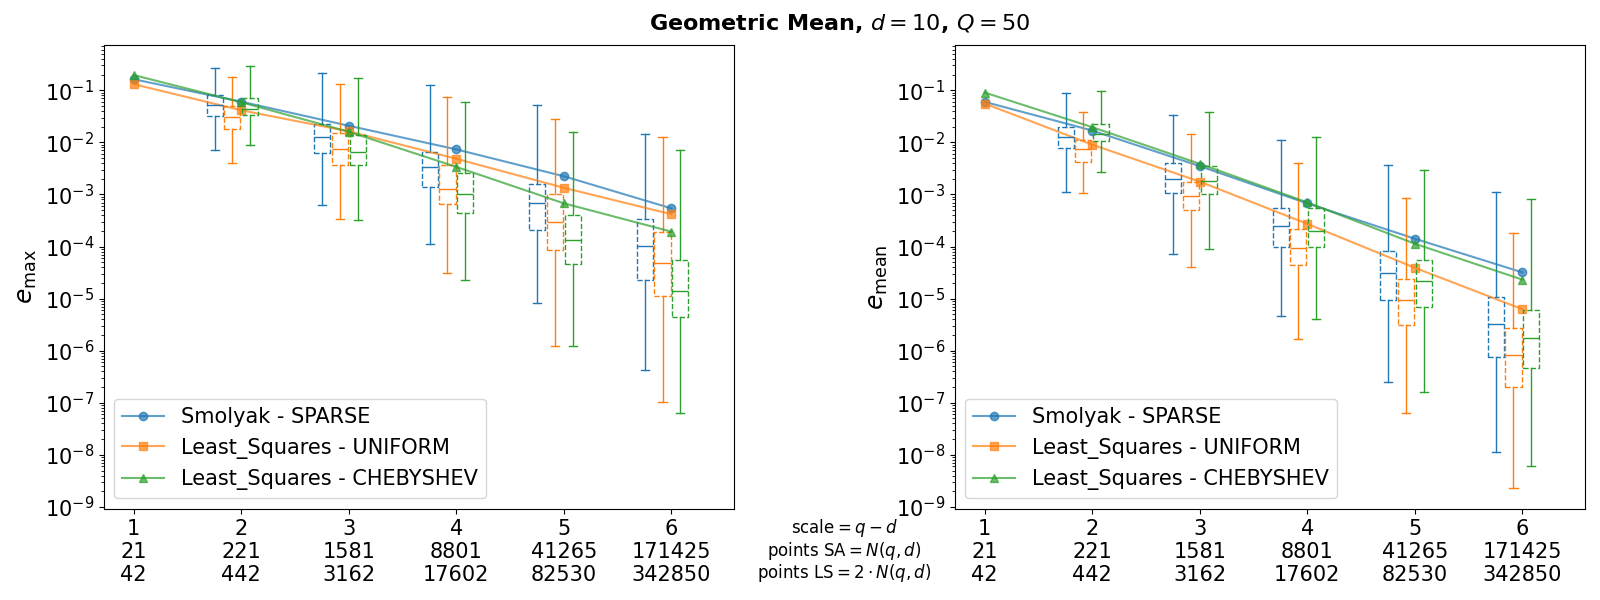 Geometric Mean, d = 10, Q = 50
e_max
10⁻¹
10⁻²
10⁻³
10⁻⁴
10⁻⁵
10⁻⁶
10⁻⁷
10⁻⁸
10⁻⁹
Smolyak - SPARSE
Least_Squares - UNIFORM
Least_Squares - CHEBYSHEV
1 2 3 4 5 6
21 221 1581 8801 41265 171425
42 442 3162 17602 82530 342850
scale = q − d
points SA = N(q, d)
points LS = 2 · N(q, d)
e_mean
10⁻¹
10⁻²
10⁻³
10⁻⁴
10⁻⁵
10⁻⁶
10⁻⁷
10⁻⁸
10⁻⁹
Smolyak - SPARSE
Least_Squares - UNIFORM
Least_Squares - CHEBYSHEV
1 2 3 4 5 6
21 221 1581 8801 41265 171425
42 442 3162 17602 82530 342850